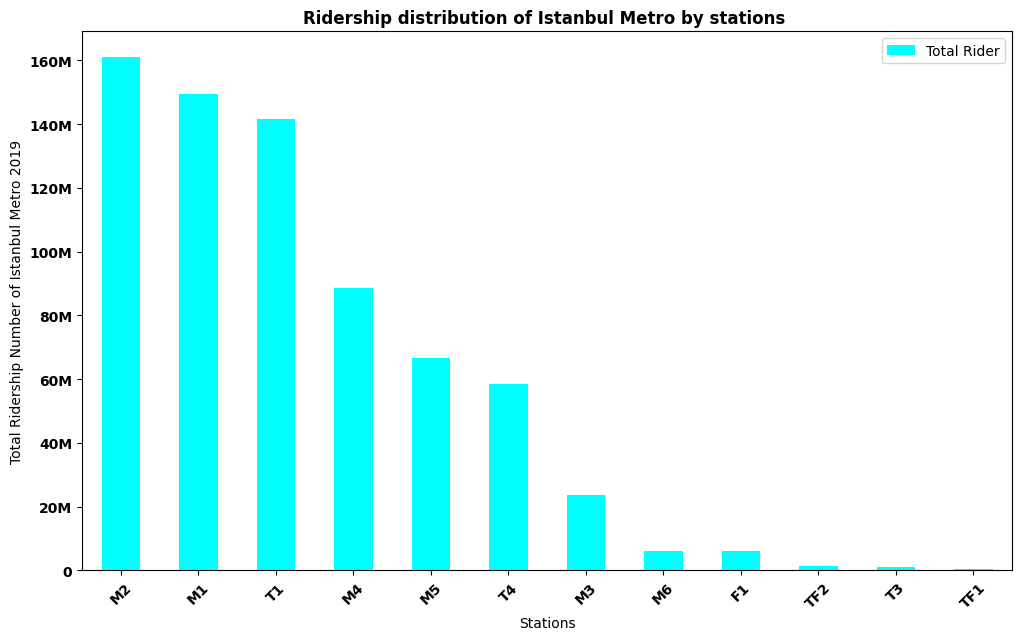 Ridership distribution of Istanbul Metro by stations
Total Rider
Total Ridership Number of Istanbul Metro 2019
160M
140M
120M
100M
80M
60M
40M
20M
0
M2
M1
T1
M4
M5
T4
M3
M6
F1
TF2
T3
TF1
Stations